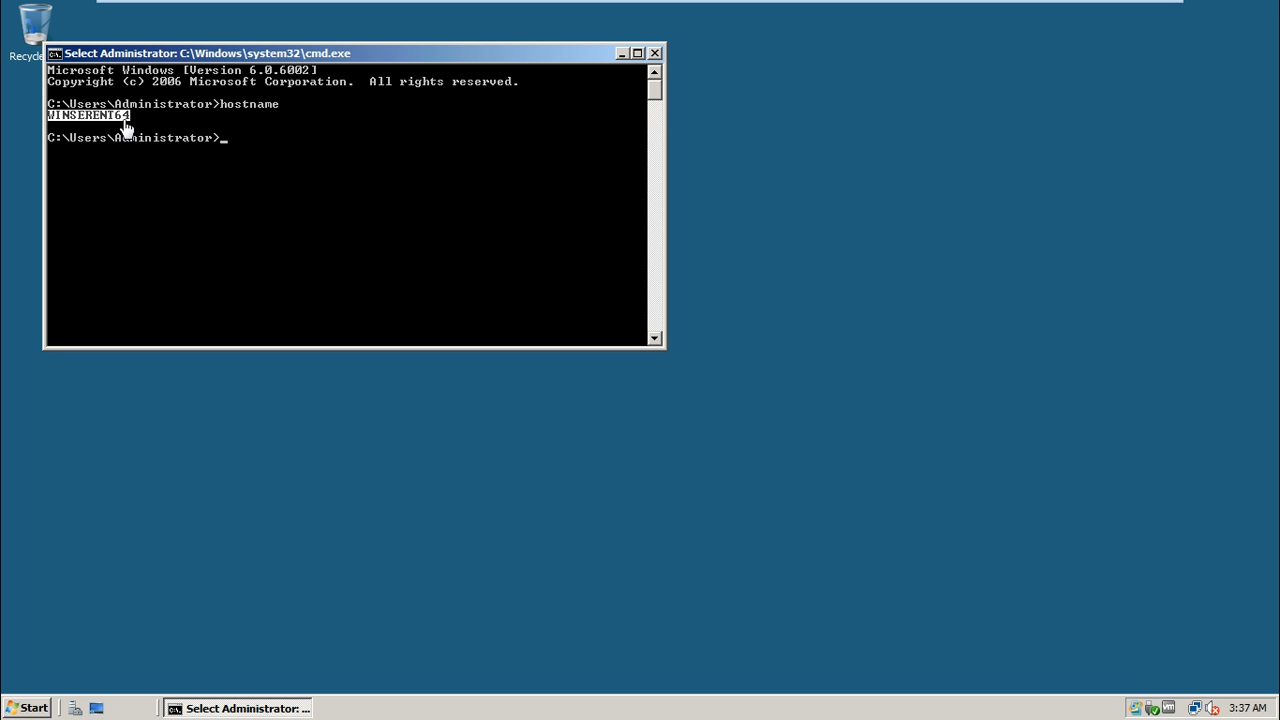 Recycle
Select Administrator: C:\Windows\system32\cmd.exe
Microsoft Windows [Version 6.0.6002]
Copyright (c) 2006 Microsoft Corporation.  All rights reserved.
C:\Users\Administrator>hostname
WINSERENT64
C:\Users\Administrator>_
Start
Select Administrator: ...
3:37 AM